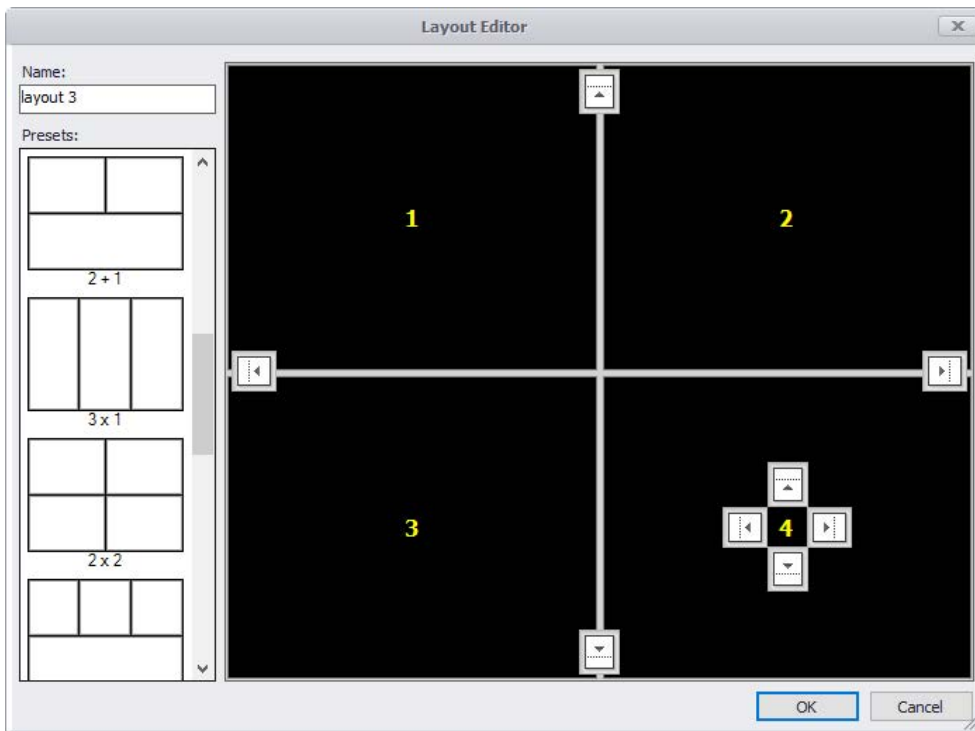 Layout Editor
Name:
layout 3
Presets:
2 + 1
3 x 1
2 x 2
1
2
3
4
OK
Cancel